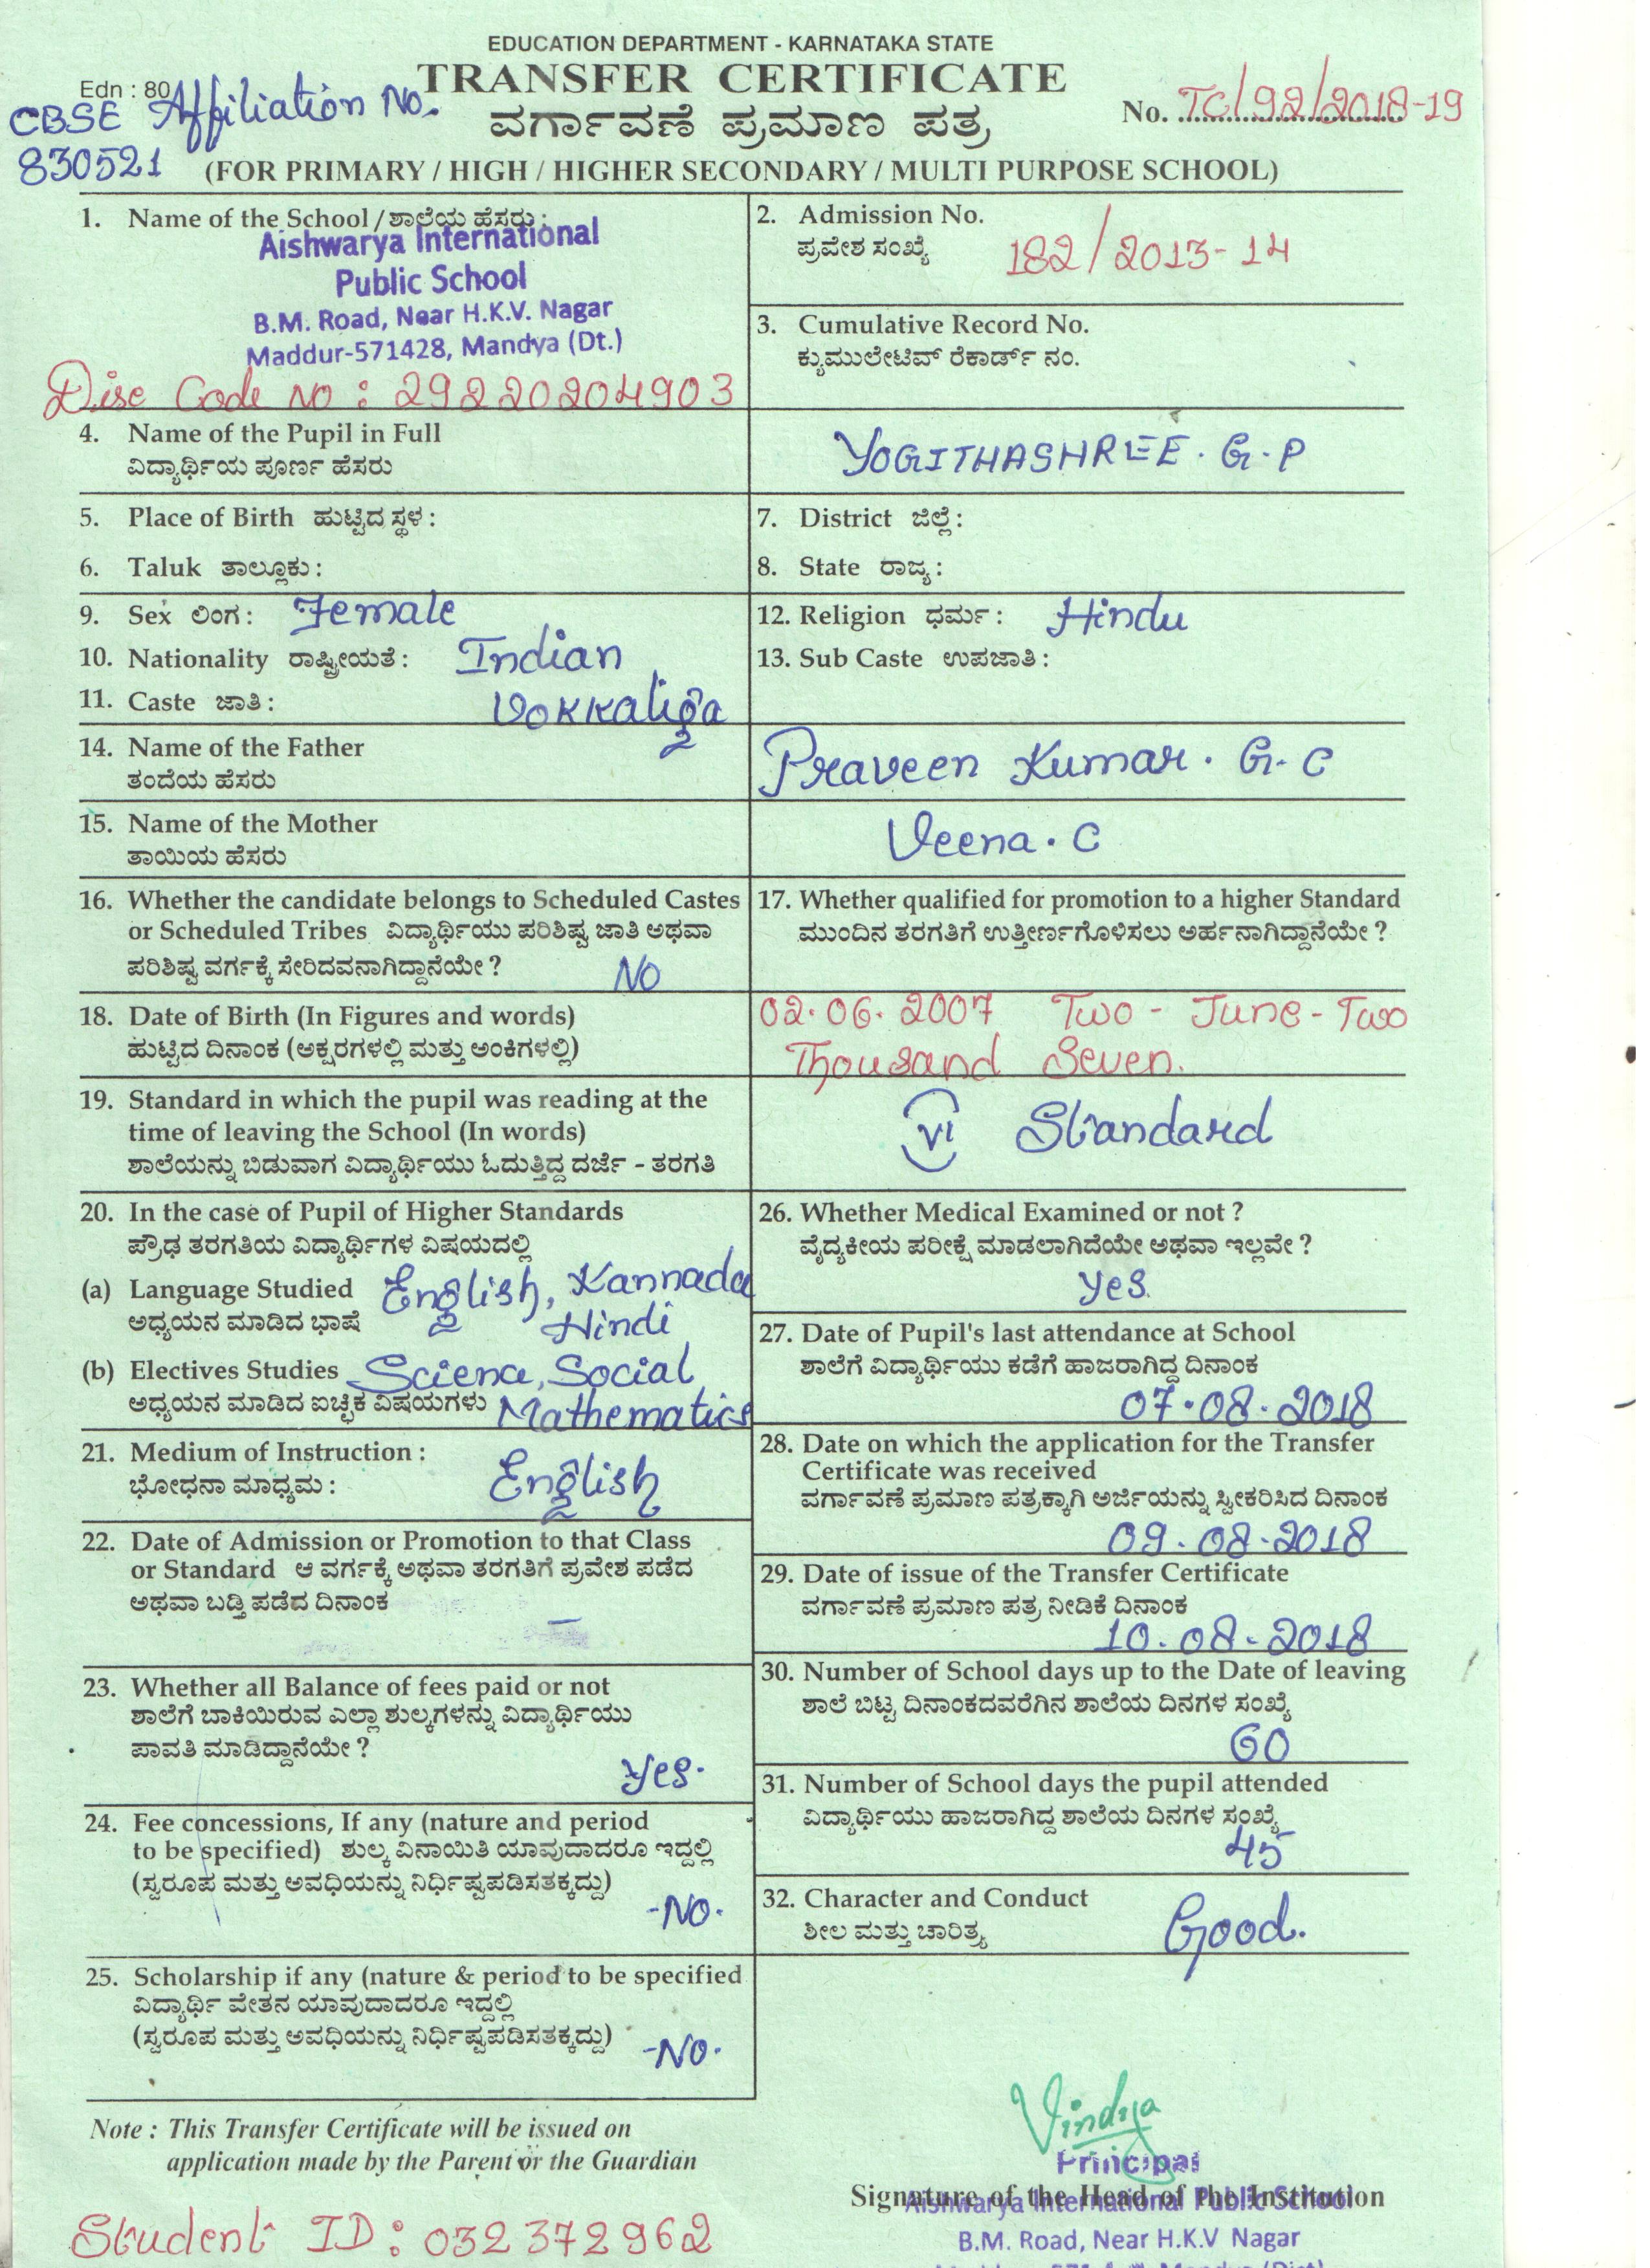 EDUCATION DEPARTMENT - KARNATAKA STATE
Edn : 80
TRANSFER CERTIFICATE
CBSE Affiliation No.
830521
ವರ್ಗಾವಣೆ ಪ್ರಮಾಣ ಪತ್ರ
No. TC/92/2018-19
(FOR PRIMARY / HIGH / HIGHER SECONDARY / MULTI PURPOSE SCHOOL)
1. Name of the School / ಶಾಲೆಯ ಹೆಸರು :
Aishwarya International
Public School
B.M. Road, Near H.K.V. Nagar
Maddur-571428, Mandya (Dt.)
Dise Code no : 29220204903
2. Admission No.
ಪ್ರವೇಶ ಸಂಖ್ಯೆ 182/2013-14
3. Cumulative Record No.
ಕ್ಯುಮುಲೇಟಿವ್ ರೆಕಾರ್ಡ್ ನಂ.
4. Name of the Pupil in Full
ವಿದ್ಯಾರ್ಥಿಯ ಪೂರ್ಣ ಹೆಸರು
YOGITHASHREE. G.P
5. Place of Birth ಹುಟ್ಟಿದ ಸ್ಥಳ :
6. Taluk ತಾಲ್ಲೂಕು :
7. District ಜಿಲ್ಲೆ :
8. State ರಾಜ್ಯ :
9. Sex ಲಿಂಗ : Female
10. Nationality ರಾಷ್ಟ್ರೀಯತೆ : Indian
11. Caste ಜಾತಿ : Vokkaliga
12. Religion ಧರ್ಮ : Hindu
13. Sub Caste ಉಪಜಾತಿ :
14. Name of the Father
ತಂದೆಯ ಹೆಸರು
Praveen Kumar. G.C
15. Name of the Mother
ತಾಯಿಯ ಹೆಸರು
Veena. C
16. Whether the candidate belongs to Scheduled Castes
or Scheduled Tribes ವಿದ್ಯಾರ್ಥಿಯು ಪರಿಶಿಷ್ಟ ಜಾತಿ ಅಥವಾ
ಪರಿಶಿಷ್ಟ ವರ್ಗಕ್ಕೆ ಸೇರಿದವನಾಗಿದ್ದಾನೆಯೇ ? NO
17. Whether qualified for promotion to a higher Standard
ಮುಂದಿನ ತರಗತಿಗೆ ಉತ್ತೀರ್ಣಗೊಳಿಸಲು ಅರ್ಹನಾಗಿದ್ದಾನೆಯೇ ?
18. Date of Birth (In Figures and words)
ಹುಟ್ಟಿದ ದಿನಾಂಕ (ಅಕ್ಷರಗಳಲ್ಲಿ ಮತ್ತು ಅಂಕಿಗಳಲ್ಲಿ)
02.06.2007 Two - June - Two
Thousand Seven.
19. Standard in which the pupil was reading at the
time of leaving the School (In words)
ಶಾಲೆಯನ್ನು ಬಿಡುವಾಗ ವಿದ್ಯಾರ್ಥಿಯು ಓದುತ್ತಿದ್ದ ದರ್ಜೆ - ತರಗತಿ
VI Standard
20. In the case of Pupil of Higher Standards
ಪ್ರೌಢ ತರಗತಿಯ ವಿದ್ಯಾರ್ಥಿಗಳ ವಿಷಯದಲ್ಲಿ
(a) Language Studied English, Kannada
ಅಧ್ಯಯನ ಮಾಡಿದ ಭಾಷೆ Hindi
(b) Electives Studies Science, Social
ಅಧ್ಯಯನ ಮಾಡಿದ ಐಚ್ಛಿಕ ವಿಷಯಗಳು Mathematics
21. Medium of Instruction :
ಭೋಧನಾ ಮಾಧ್ಯಮ : English
22. Date of Admission or Promotion to that Class
or Standard ಆ ವರ್ಗಕ್ಕೆ ಅಥವಾ ತರಗತಿಗೆ ಪ್ರವೇಶ ಪಡೆದ
ಅಥವಾ ಬಡ್ತಿ ಪಡೆದ ದಿನಾಂಕ
—
23. Whether all Balance of fees paid or not
ಶಾಲೆಗೆ ಬಾಕಿಯಿರುವ ಎಲ್ಲಾ ಶುಲ್ಕಗಳನ್ನು ವಿದ್ಯಾರ್ಥಿಯು
ಪಾವತಿ ಮಾಡಿದ್ದಾನೆಯೇ ?
Yes.
24. Fee concessions, If any (nature and period
to be specified) ಶುಲ್ಕ ವಿನಾಯಿತಿ ಯಾವುದಾದರೂ ಇದ್ದಲ್ಲಿ
(ಸ್ವರೂಪ ಮತ್ತು ಅವಧಿಯನ್ನು ನಿರ್ಧಿಷ್ಟಪಡಿಸತಕ್ಕದ್ದು)
-NO.
25. Scholarship if any (nature & period to be specified
ವಿದ್ಯಾರ್ಥಿ ವೇತನ ಯಾವುದಾದರೂ ಇದ್ದಲ್ಲಿ
(ಸ್ವರೂಪ ಮತ್ತು ಅವಧಿಯನ್ನು ನಿರ್ಧಿಷ್ಟಪಡಿಸತಕ್ಕದ್ದು) -NO.
26. Whether Medical Examined or not ?
ವೈದ್ಯಕೀಯ ಪರೀಕ್ಷೆ ಮಾಡಲಾಗಿದೆಯೇ ಅಥವಾ ಇಲ್ಲವೇ ?
Yes
27. Date of Pupil's last attendance at School
ಶಾಲೆಗೆ ವಿದ್ಯಾರ್ಥಿಯು ಕಡೆಗೆ ಹಾಜರಾಗಿದ್ದ ದಿನಾಂಕ
07.08.2018
28. Date on which the application for the Transfer
Certificate was received
ವರ್ಗಾವಣೆ ಪ್ರಮಾಣ ಪತ್ರಕ್ಕಾಗಿ ಅರ್ಜಿಯನ್ನು ಸ್ವೀಕರಿಸಿದ ದಿನಾಂಕ
09.08.2018
29. Date of issue of the Transfer Certificate
ವರ್ಗಾವಣೆ ಪ್ರಮಾಣ ಪತ್ರ ನೀಡಿಕೆ ದಿನಾಂಕ
10.08.2018
30. Number of School days up to the Date of leaving
ಶಾಲೆ ಬಿಟ್ಟ ದಿನಾಂಕದವರೆಗಿನ ಶಾಲೆಯ ದಿನಗಳ ಸಂಖ್ಯೆ
60
31. Number of School days the pupil attended
ವಿದ್ಯಾರ್ಥಿಯು ಹಾಜರಾಗಿದ್ದ ಶಾಲೆಯ ದಿನಗಳ ಸಂಖ್ಯೆ
45
32. Character and Conduct
ಶೀಲ ಮತ್ತು ಚಾರಿತ್ರ್ಯ Good.
Note : This Transfer Certificate will be issued on
application made by the Parent or the Guardian
Student ID: 032372962
Vindya
Principal
Signature of the Head of the Institution
Aishwarya International Public School
B.M. Road, Near H.K.V Nagar